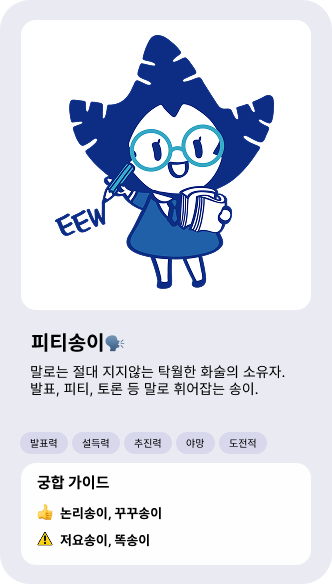 EEW
피티송이🗣️
말로는 절대 지지않는 탁월한 화술의 소유자.
발표, 피티, 토론 등 말로 휘어잡는 송이.
발표력 설득력 추진력 야망 도전적
궁합 가이드
👍 논리송이, 꾸꾸송이
⚠️ 저요송이, 똑송이